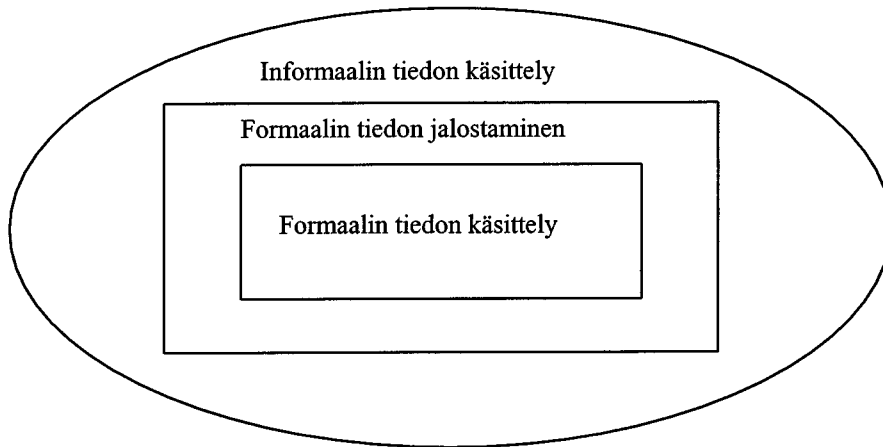 Informaalin tiedon käsittely
Formaalin tiedon jalostaminen
Formaalin tiedon käsittely